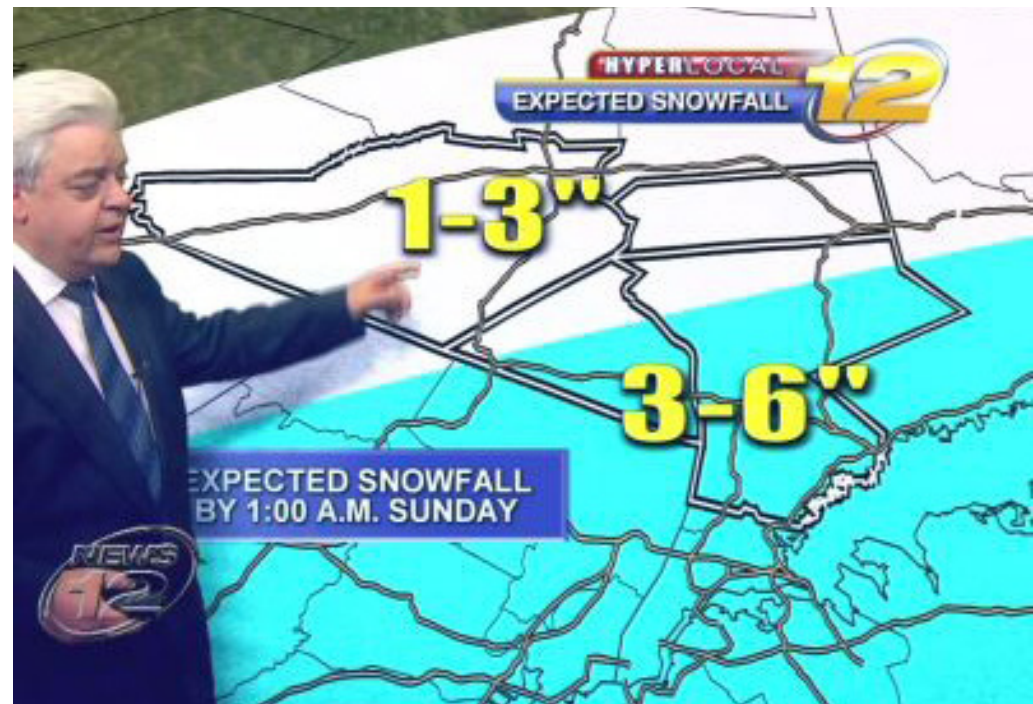 HYPERLOCAL
EXPECTED SNOWFALL 12
1-3"
3-6"
EXPECTED SNOWFALL
BY 1:00 A.M. SUNDAY
NEWS
12